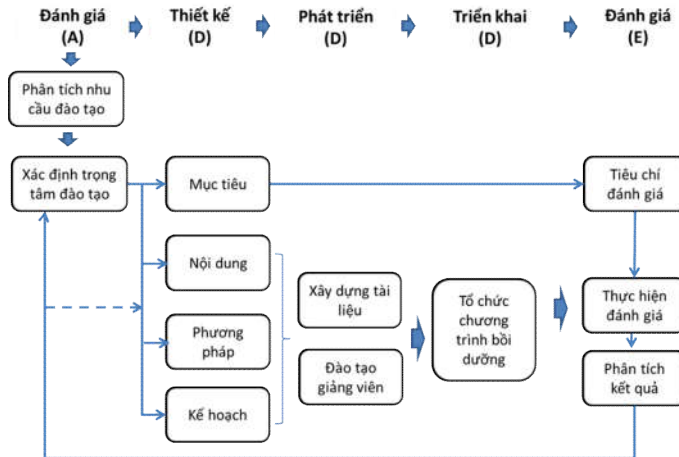 Đánh giá
(A)
Thiết kế
(D)
Phát triển
(D)
Triển khai
(D)
Đánh giá
(E)
Phân tích nhu
cầu đào tạo
Xác định trọng
tâm đào tạo
Mục tiêu
Tiêu chí
đánh giá
Nội dung
Xây dựng tài
liệu
Tổ chức
chương
trình bồi
dưỡng
Thực hiện
đánh giá
Phương
pháp
Đào tạo
giảng viên
Phân tích
kết quả
Kế hoạch